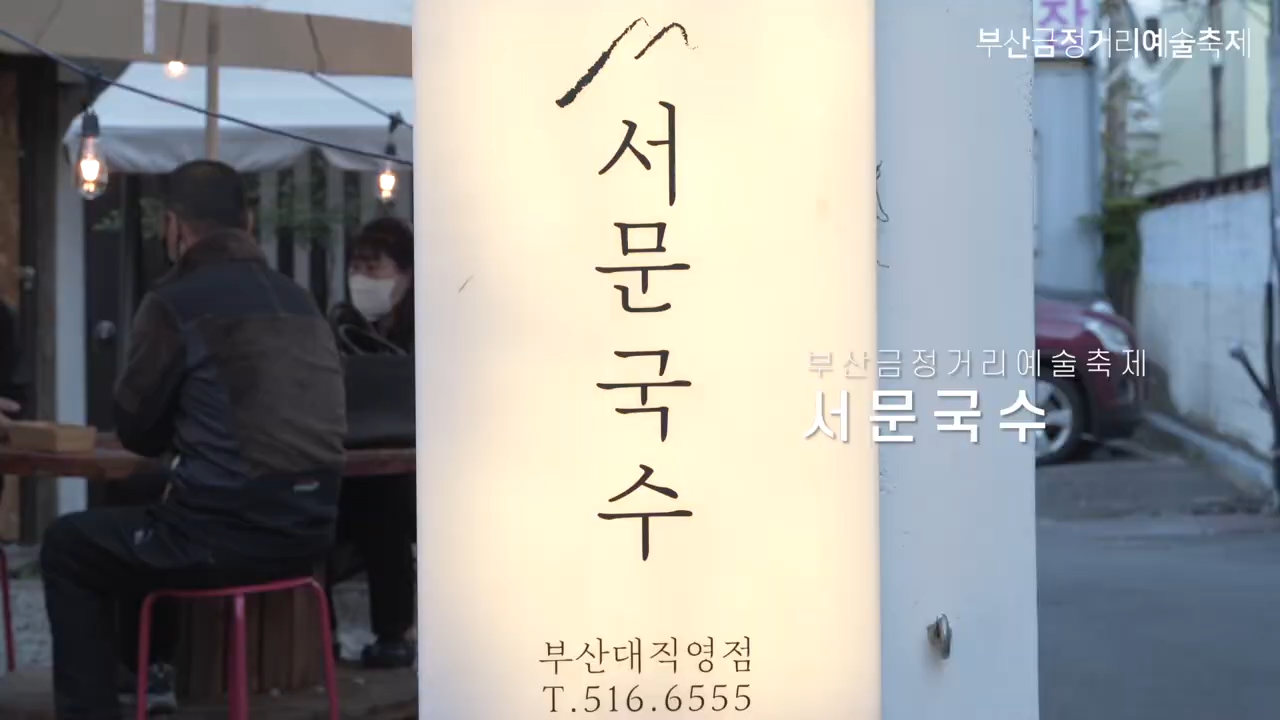 부산금정거리예술축제
장
서
문
국
수
부산대직영점
T.516.6555
부산금정거리예술축제
서문국수